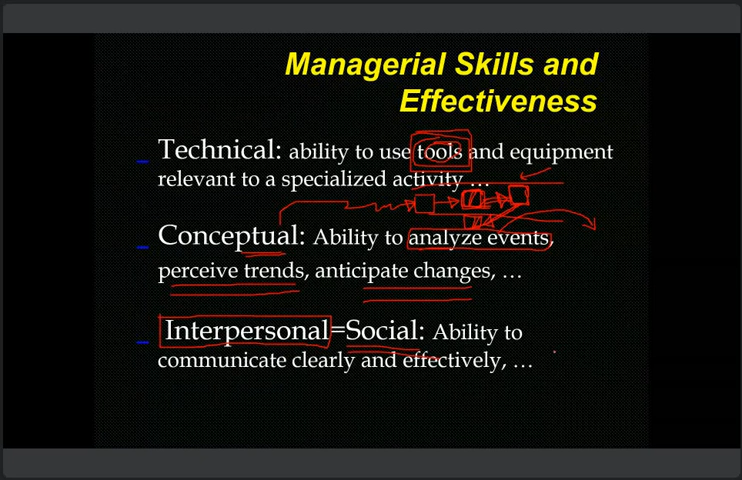 Managerial Skills and
Effectiveness
Technical: ability to use tools and equipment
relevant to a specialized activity ...
Conceptual: Ability to analyze events,
perceive trends, anticipate changes, ...
Interpersonal=Social: Ability to
communicate clearly and effectively, ...